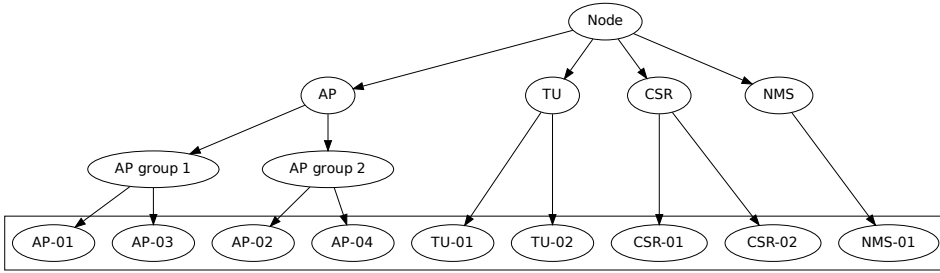 Node
AP
TU
CSR
NMS
AP group 1
AP group 2
AP-01
AP-03
AP-02
AP-04
TU-01
TU-02
CSR-01
CSR-02
NMS-01